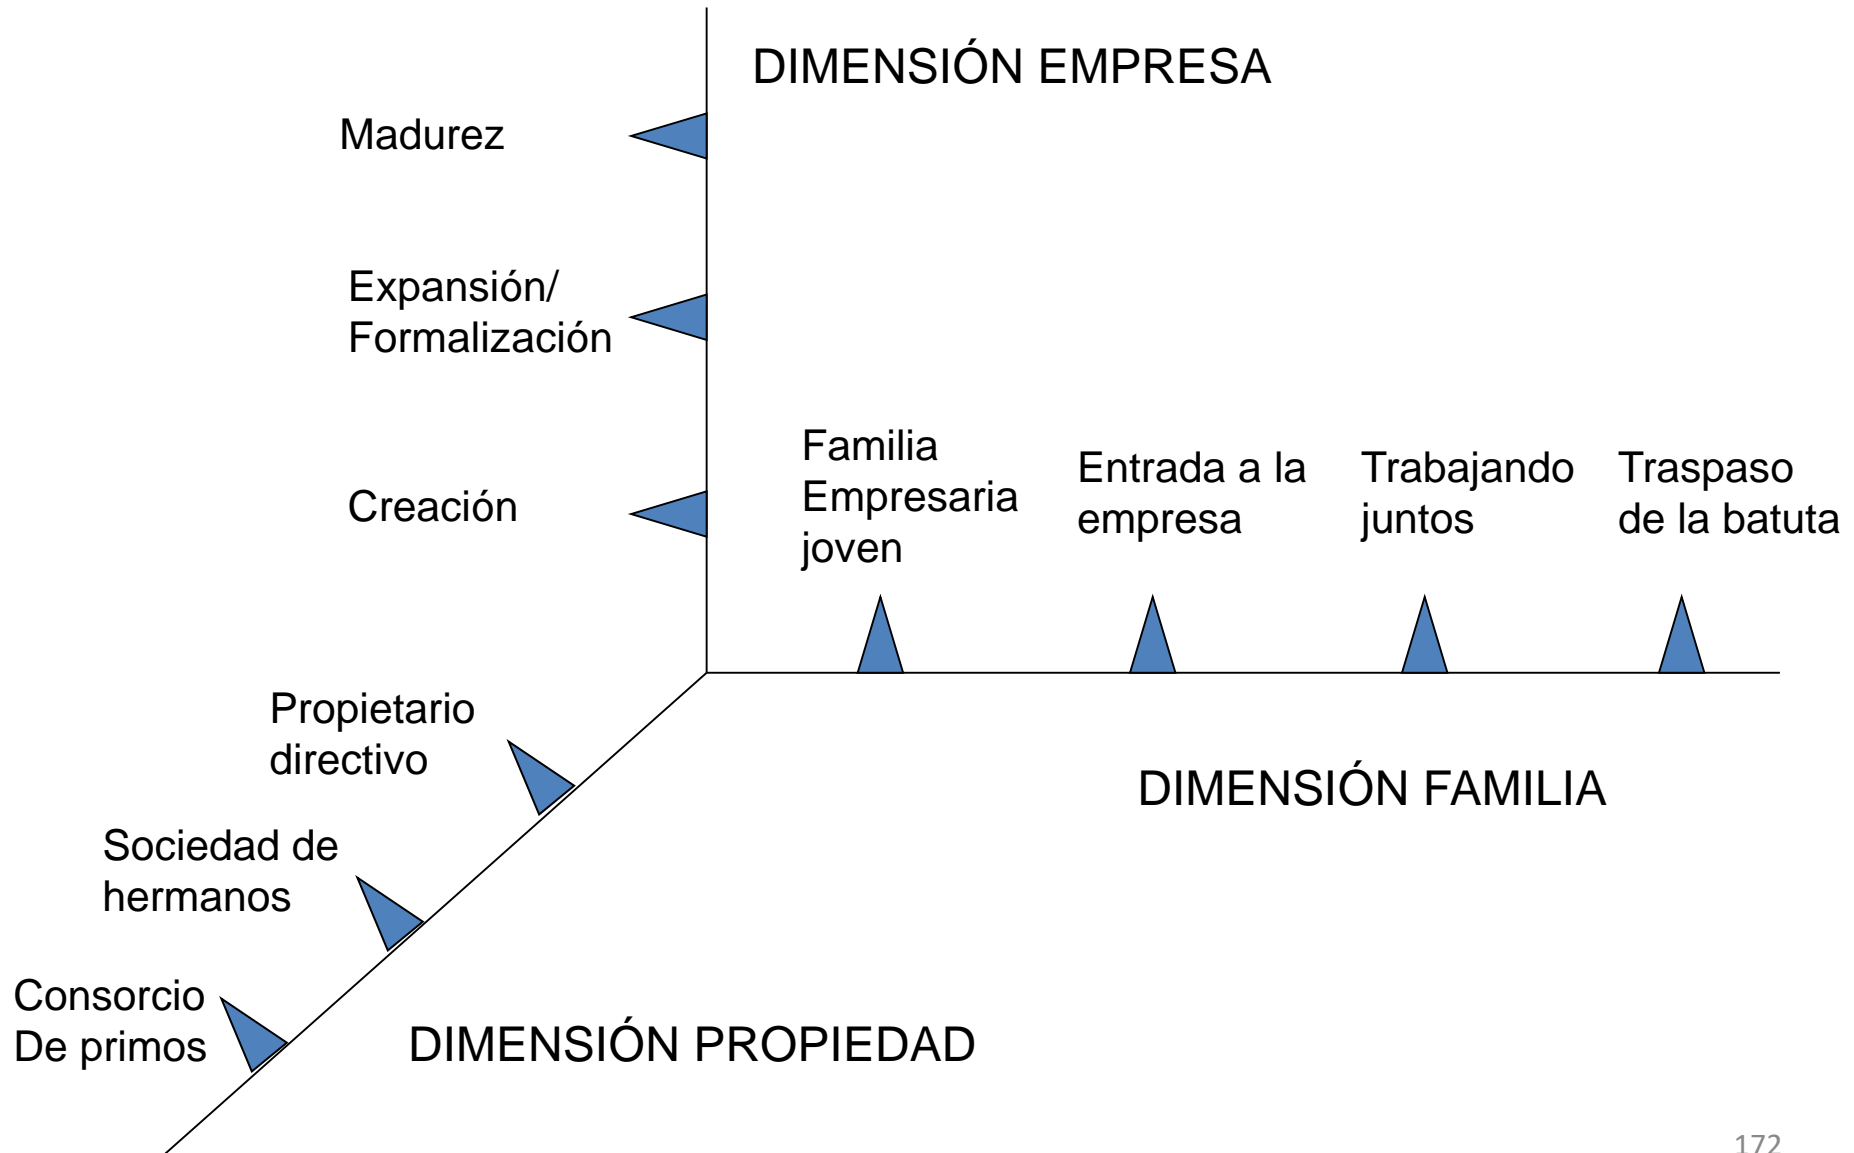 DIMENSIÓN EMPRESA
Madurez
Expansión/
Formalización
Creación
Familia
Empresaria
joven
Entrada a la
empresa
Trabajando
juntos
Traspaso
de la batuta
Propietario
directivo
DIMENSIÓN FAMILIA
Sociedad de
hermanos
Consorcio
De primos
DIMENSIÓN PROPIEDAD
172